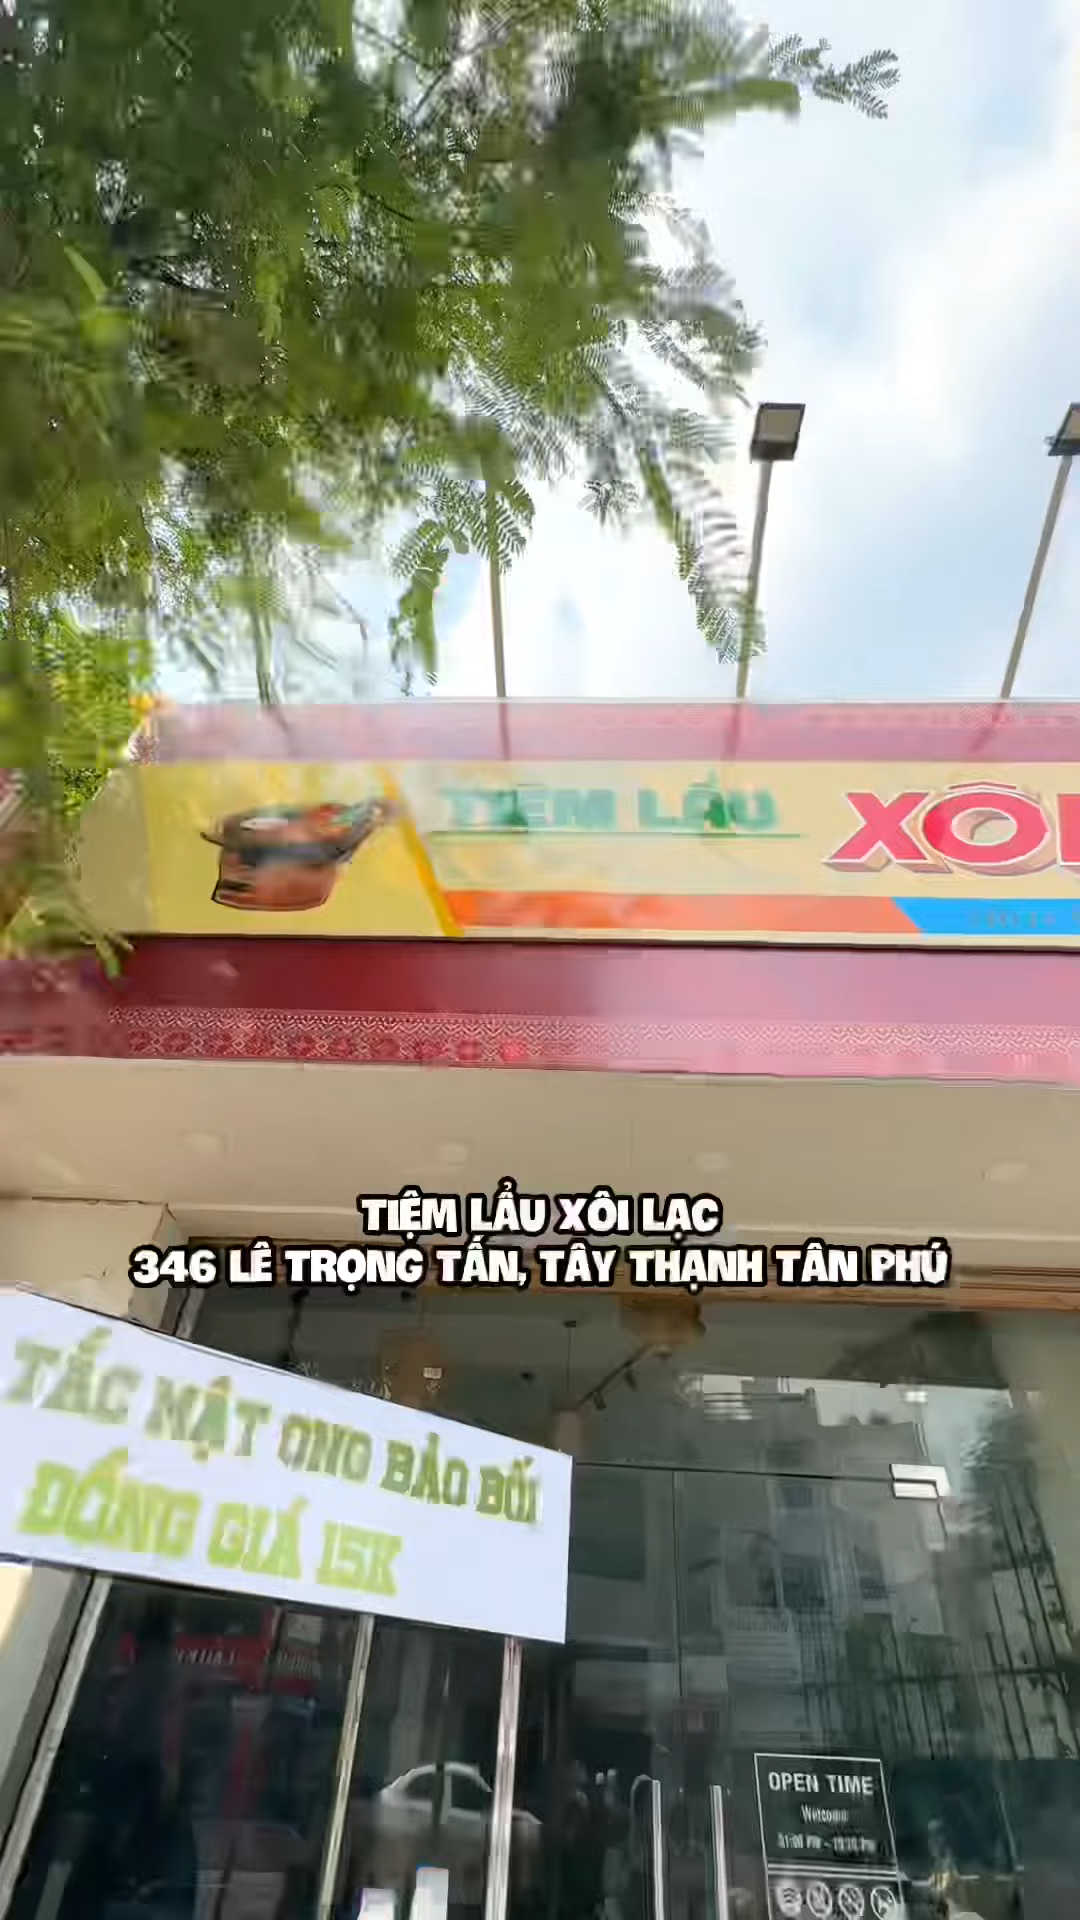 TIỆM LẨU
XÔI
TIỆM LẨU XÔI LẠC
346 LÊ TRỌNG TẤN, TÂY THẠNH TÂN PHÚ
TẮC MẬT ONG BẢO BỐI
ĐỒNG GIÁ 15K
OPEN TIME
Welcome